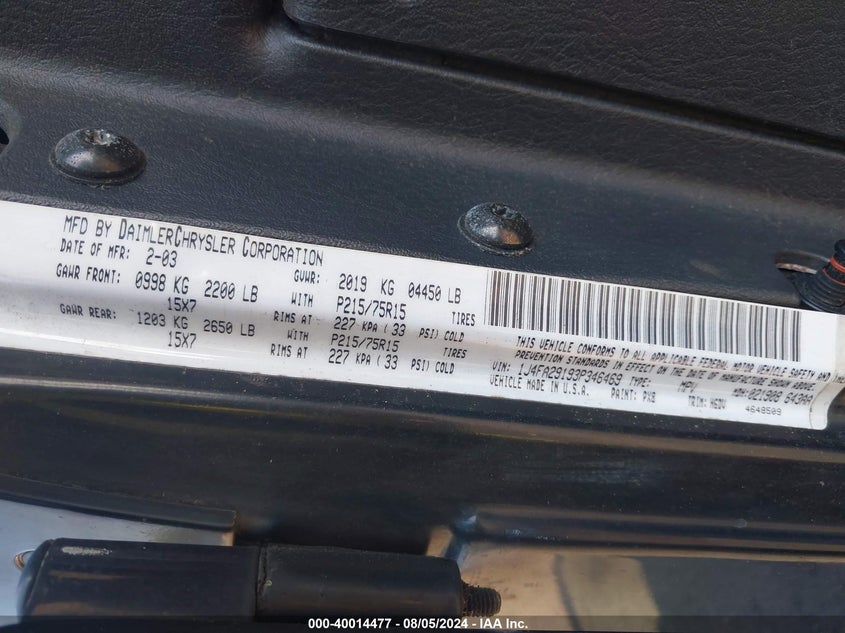 MFD BY DAIMLERCHRYSLER CORPORATION
DATE OF MFR: 2-03 GVWR: 2019 KG 04450 LB
GAWR FRONT: 0998 KG 2200 LB WITH P215/75R15 TIRES
15X7 RIMS AT 227 KPA ( 33 PSI) COLD
GAWR REAR: 1203 KG 2650 LB WITH P215/75R15 TIRES
15X7 RIMS AT 227 KPA ( 33 PSI) COLD
THIS VEHICLE CONFORMS TO ALL APPLICABLE FEDERAL MOTOR VEHICLE SAFETY AND
PREVENTION STANDARDS IN EFFECT ON THE DATE OF MANUFACTURE SHOWN ABOVE.
VIN: 1J4FA29193P346469 TYPE: MPV MDH: 021908
VEHICLE MADE IN U.S.A. PAINT: PX8 TRIM: 4648509
000-40014477 - 08/05/2024 - IAA Inc.